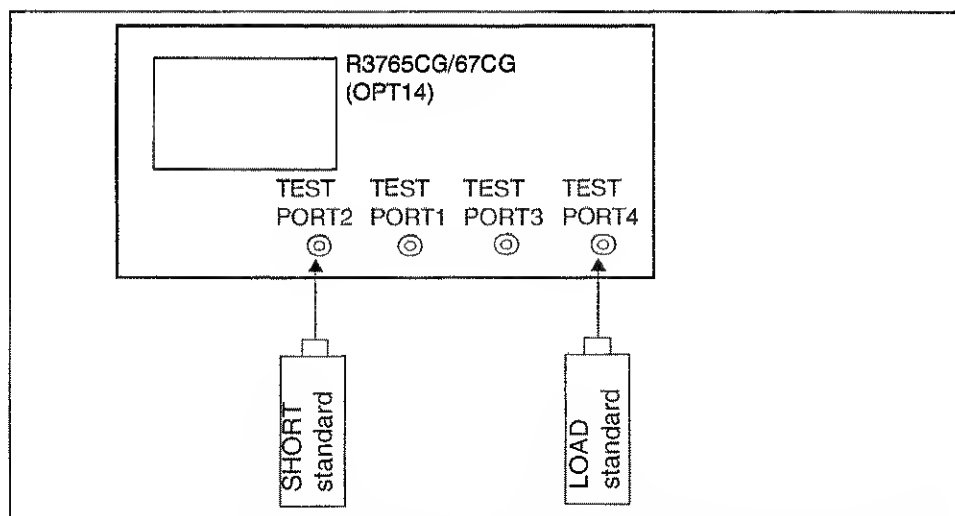 R3765CG/67CG
(OPT14)
TEST TEST TEST TEST
PORT2 PORT1 PORT3 PORT4
SHORT
standard
LOAD
standard